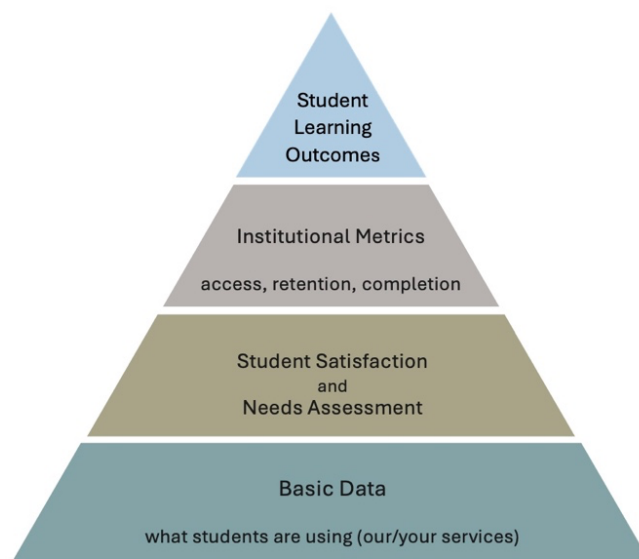 Student
Learning
Outcomes
Institutional Metrics
access, retention, completion
Student Satisfaction
and
Needs Assessment
Basic Data
what students are using (our/your services)